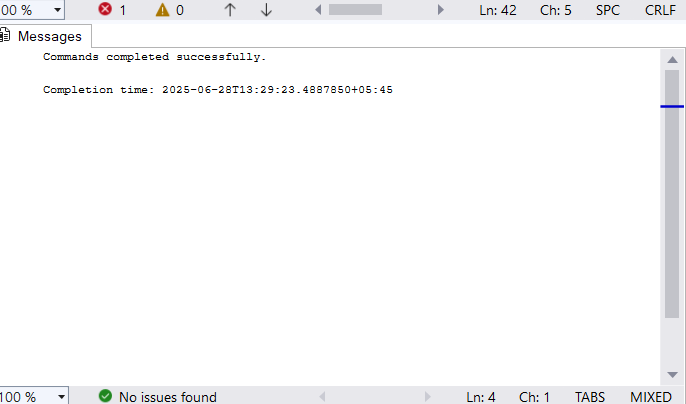 00 % 1 0 Ln: 42 Ch: 5 SPC CRLF
Messages
Commands completed successfully.
Completion time: 2025-06-28T13:29:23.4887850+05:45
100 % No issues found Ln: 4 Ch: 1 TABS MIXED